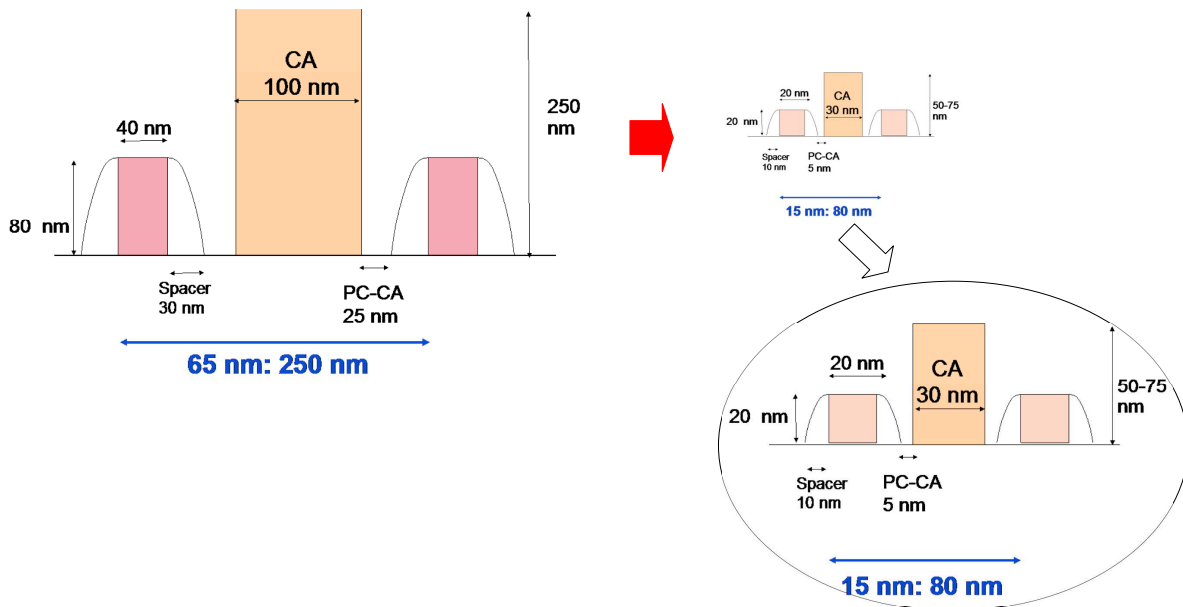 CA
100 nm
250
nm
40 nm
80 nm
Spacer
30 nm
PC-CA
25 nm
65 nm: 250 nm
20 nm
CA
30 nm
50-75
nm
20 nm
Spacer
10 nm
PC-CA
5 nm
15 nm: 80 nm
20 nm
CA
30 nm
50-75
nm
20 nm
Spacer
10 nm
PC-CA
5 nm
15 nm: 80 nm